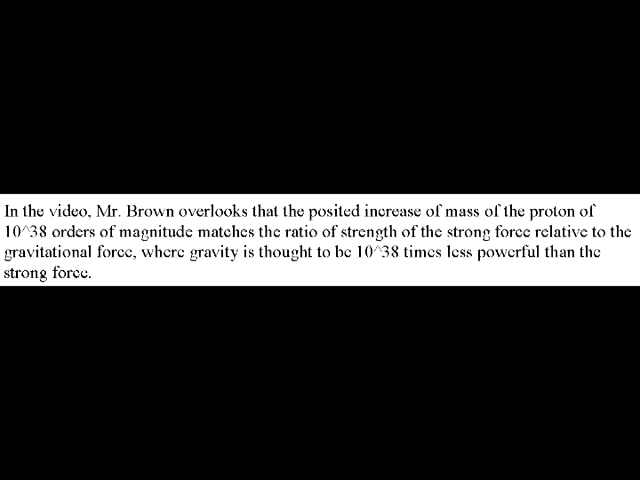 In the video, Mr. Brown overlooks that the posited increase of mass of the proton of
10^38 orders of magnitude matches the ratio of strength of the strong force relative to the
gravitational force, where gravity is thought to be 10^38 times less powerful than the
strong force.